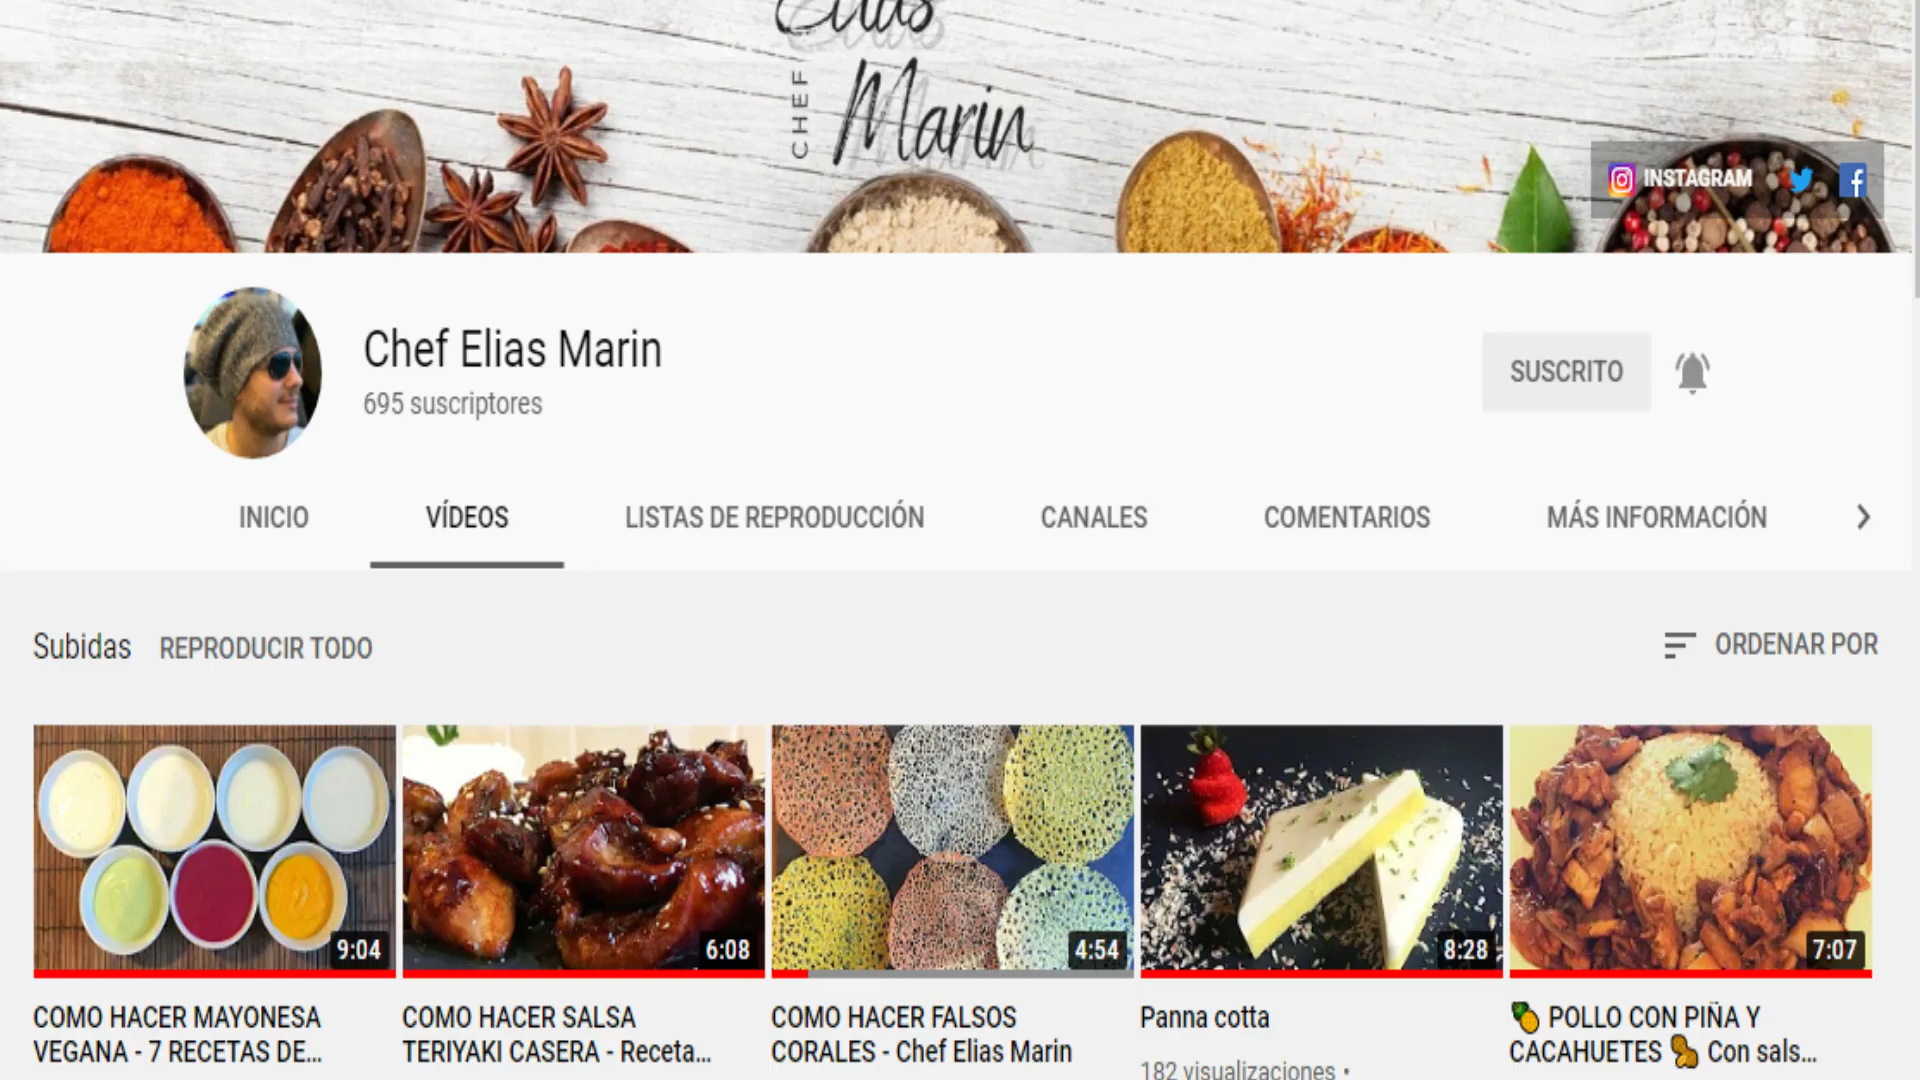 Elias
CHEF
Marin
INSTAGRAM
Chef Elias Marin
695 suscriptores
SUSCRITO
INICIO
VÍDEOS
LISTAS DE REPRODUCCIÓN
CANALES
COMENTARIOS
MÁS INFORMACIÓN
Subidas
REPRODUCIR TODO
ORDENAR POR
9:04
6:08
4:54
8:28
7:07
COMO HACER MAYONESA
VEGANA - 7 RECETAS DE...
COMO HACER SALSA
TERIYAKI CASERA - Receta...
COMO HACER FALSOS
CORALES - Chef Elias Marin
Panna cotta
182 visualizaciones •
🍍 POLLO CON PIÑA Y
CACAHUETES 🥜 Con sals...